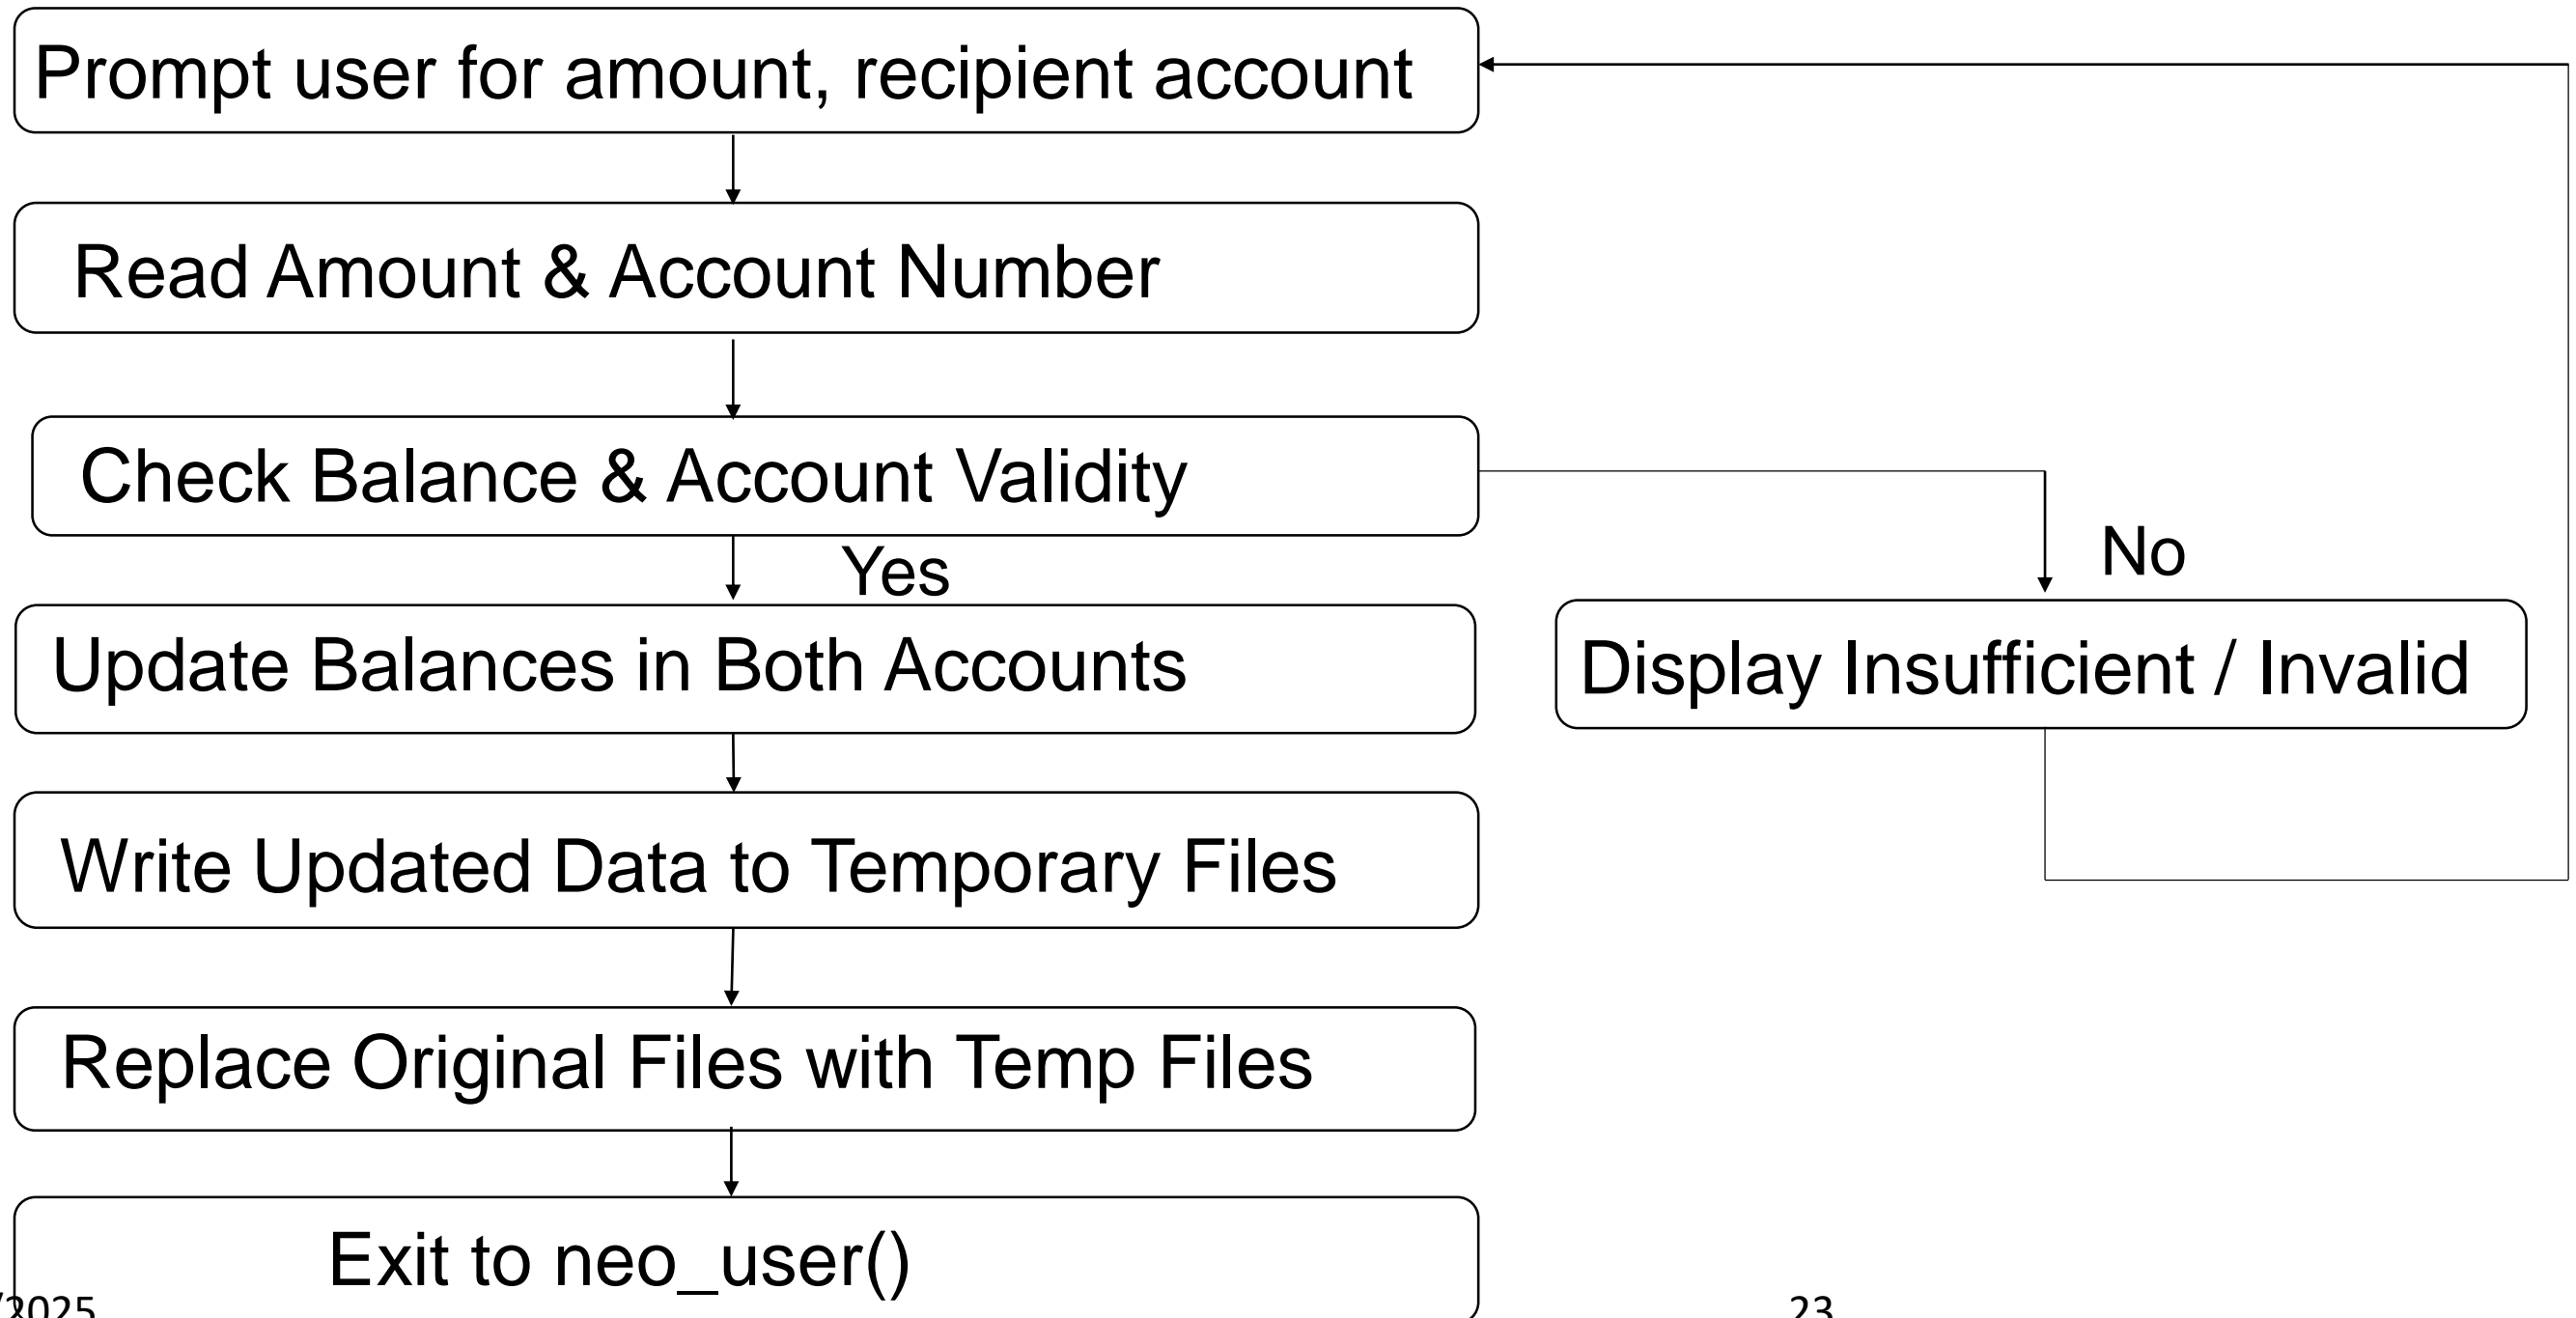 Prompt user for amount, recipient account
Read Amount & Account Number
Check Balance & Account Validity
Yes
No
Update Balances in Both Accounts
Display Insufficient / Invalid
Write Updated Data to Temporary Files
Replace Original Files with Temp Files
Exit to neo_user()
/2025
23